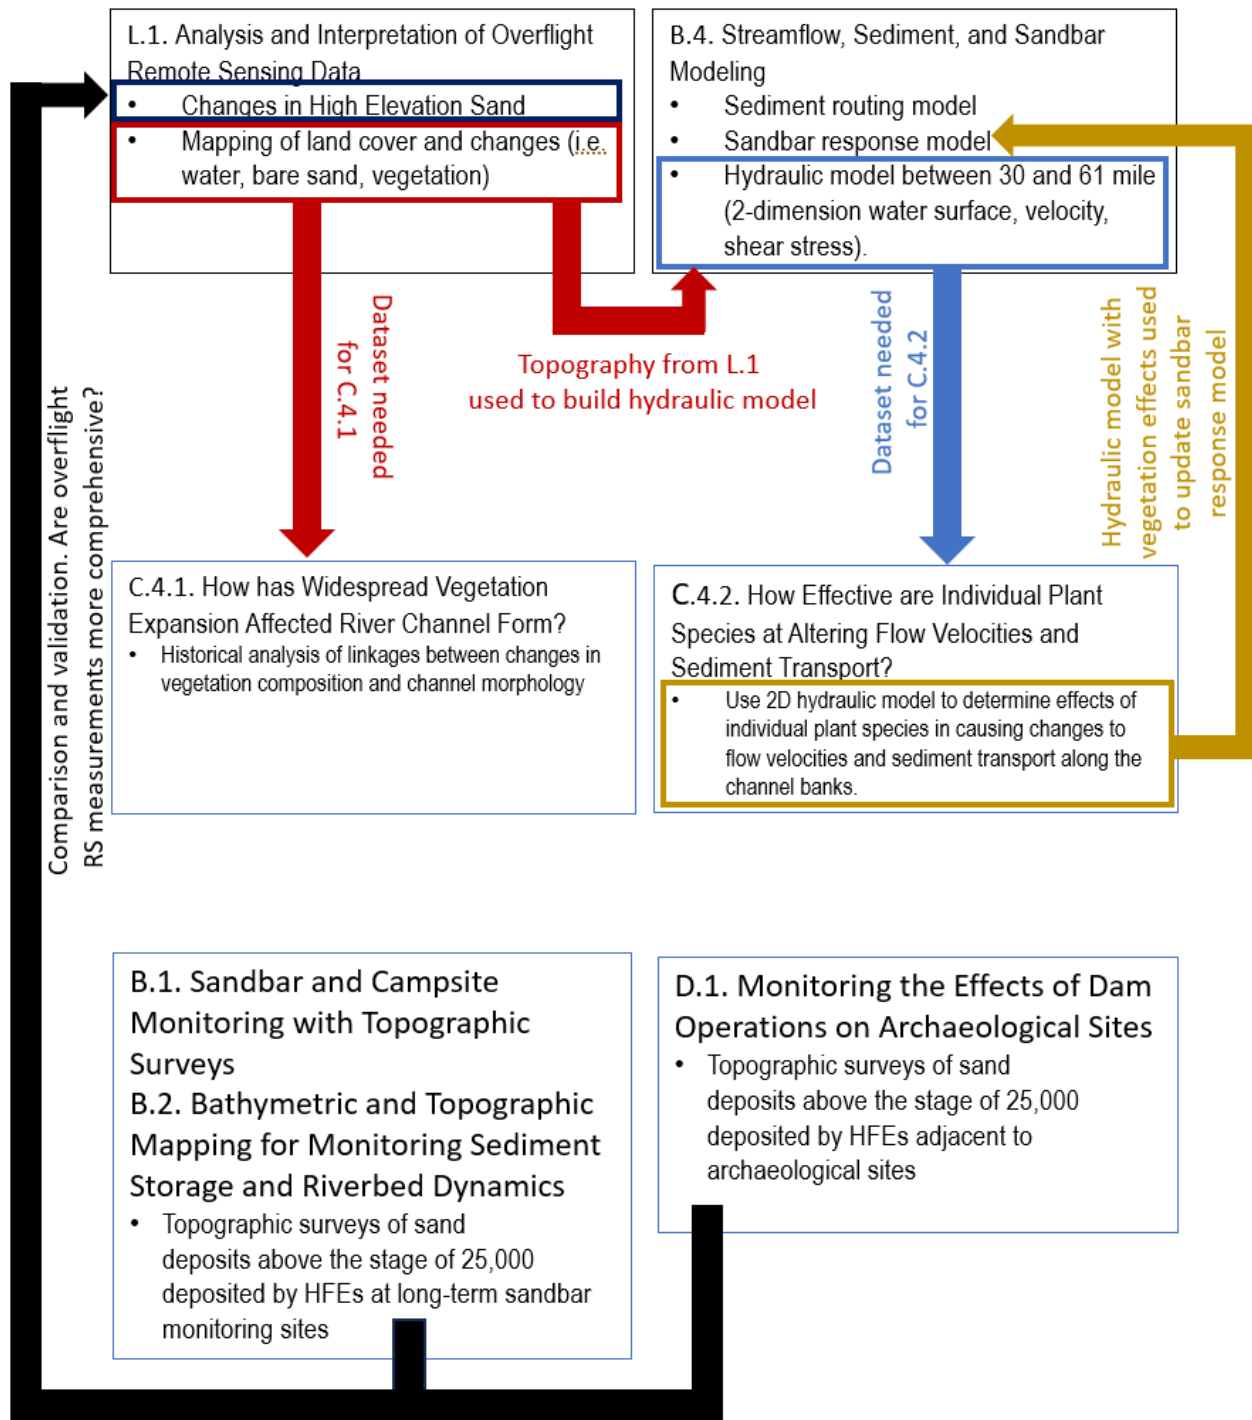 L.1. Analysis and Interpretation of Overflight
Remote Sensing Data
• Changes in High Elevation Sand
• Mapping of land cover and changes (i.e.
water, bare sand, vegetation)
B.4. Streamflow, Sediment, and Sandbar
Modeling
• Sediment routing model
• Sandbar response model
• Hydraulic model between 30 and 61 mile
(2-dimension water surface, velocity,
shear stress).
Dataset needed
for C.4.1
Topography from L.1
used to build hydraulic model
Dataset needed
for C.4.2
Hydraulic model with
vegetation effects used
to update sandbar
response model
Comparison and validation. Are overflight
RS measurements more comprehensive?
C.4.1. How has Widespread Vegetation
Expansion Affected River Channel Form?
• Historical analysis of linkages between changes in
vegetation composition and channel morphology
C.4.2. How Effective are Individual Plant
Species at Altering Flow Velocities and
Sediment Transport?
• Use 2D hydraulic model to determine effects of
individual plant species in causing changes to
flow velocities and sediment transport along the
channel banks.
B.1. Sandbar and Campsite
Monitoring with Topographic
Surveys
B.2. Bathymetric and Topographic
Mapping for Monitoring Sediment
Storage and Riverbed Dynamics
• Topographic surveys of sand
deposits above the stage of 25,000
deposited by HFEs at long-term sandbar
monitoring sites
D.1. Monitoring the Effects of Dam
Operations on Archaeological Sites
• Topographic surveys of sand
deposits above the stage of 25,000
deposited by HFEs adjacent to
archaeological sites